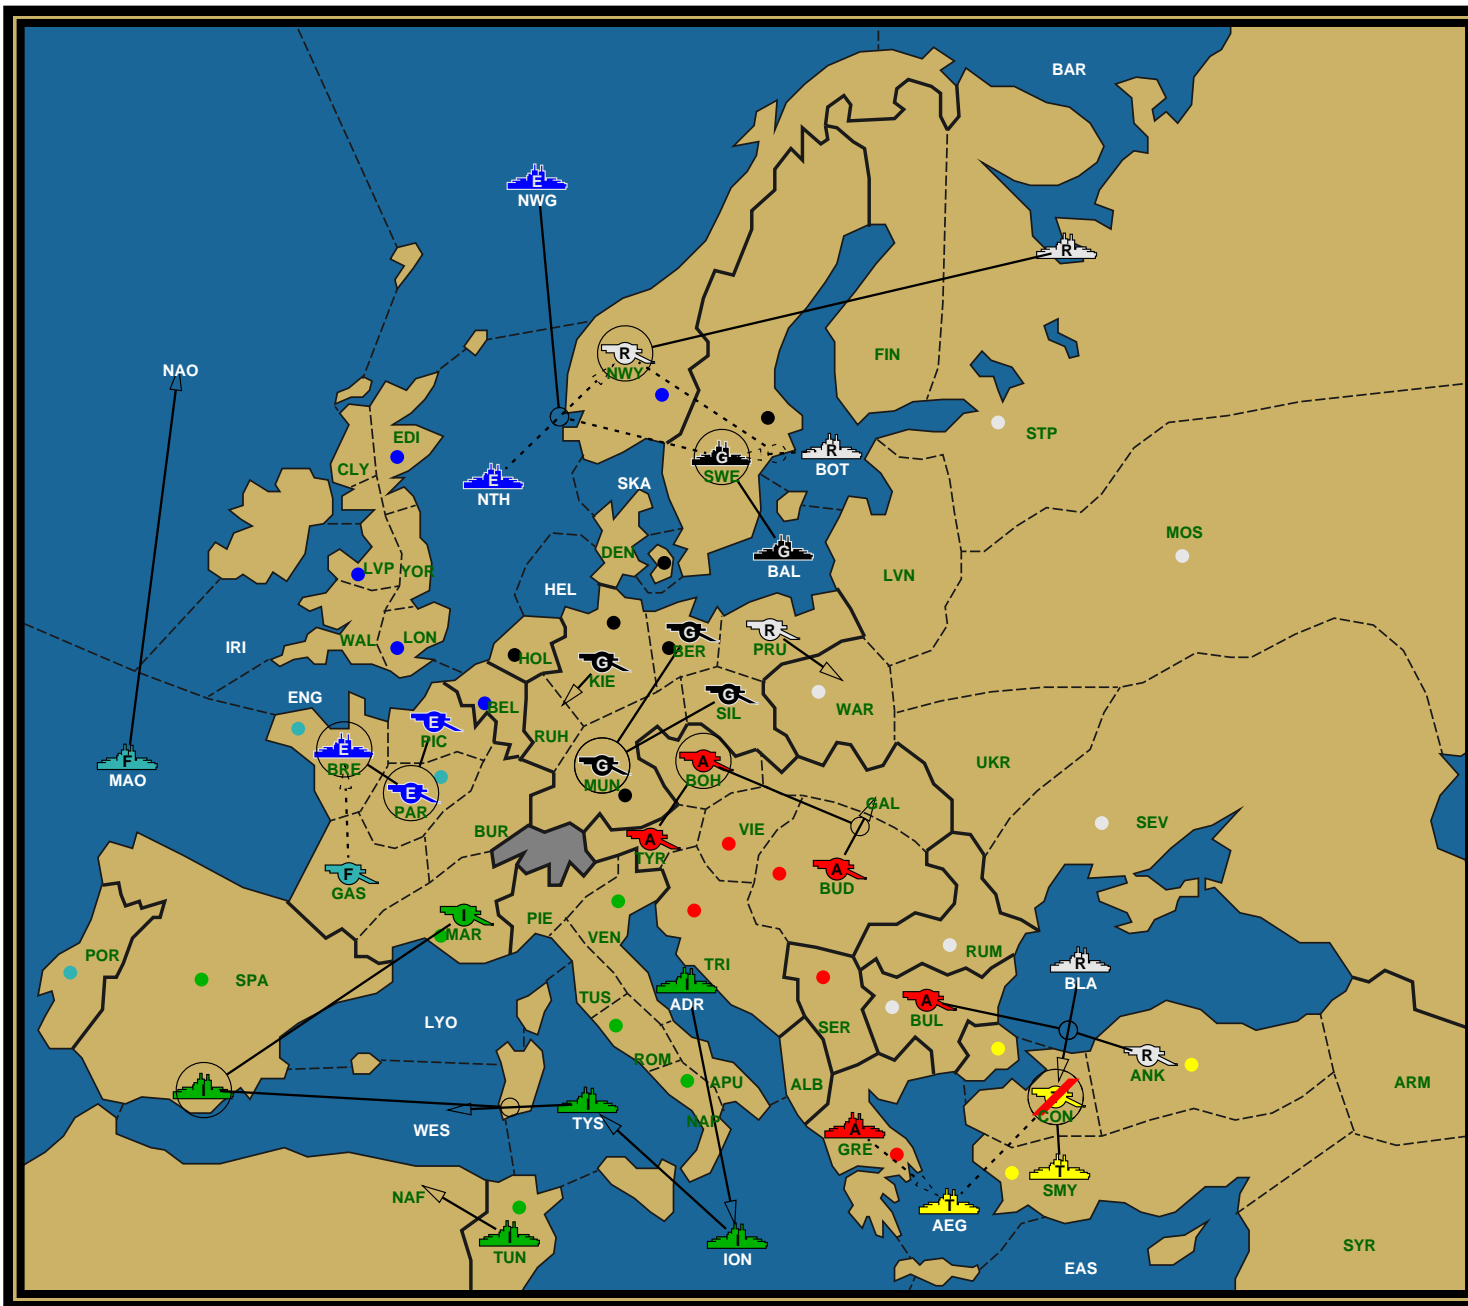 BAR
E
NWG
R
NAO
R
NWY
FIN
EDI
STP
CLY
G
SWE
R
BOT
E
NTH
SKA
MOS
DEN
G
BAL
LVP
YOR
HEL
LVN
IRI
WAL
LON
G
BER
R
PRU
HOL
G
KIE
ENG
BEL
G
SIL
WAR
E
PIC
RUH
E
BRE
F
MAO
G
MUN
A
BOH
UKR
E
PAR
GAL
SEV
BUR
VIE
A
TYR
A
BUD
F
GAS
I
MAR
PIE
VEN
POR
SPA
TRI
RUM
R
BLA
I
ADR
TUS
A
BUL
LYO
SER
ROM
R
ANK
APU
ALB
ARM
I
I
TYS
CON
NAP
WES
A
GRE
T
SMY
NAF
T
AEG
I
TUN
I
ION
SYR
EAS